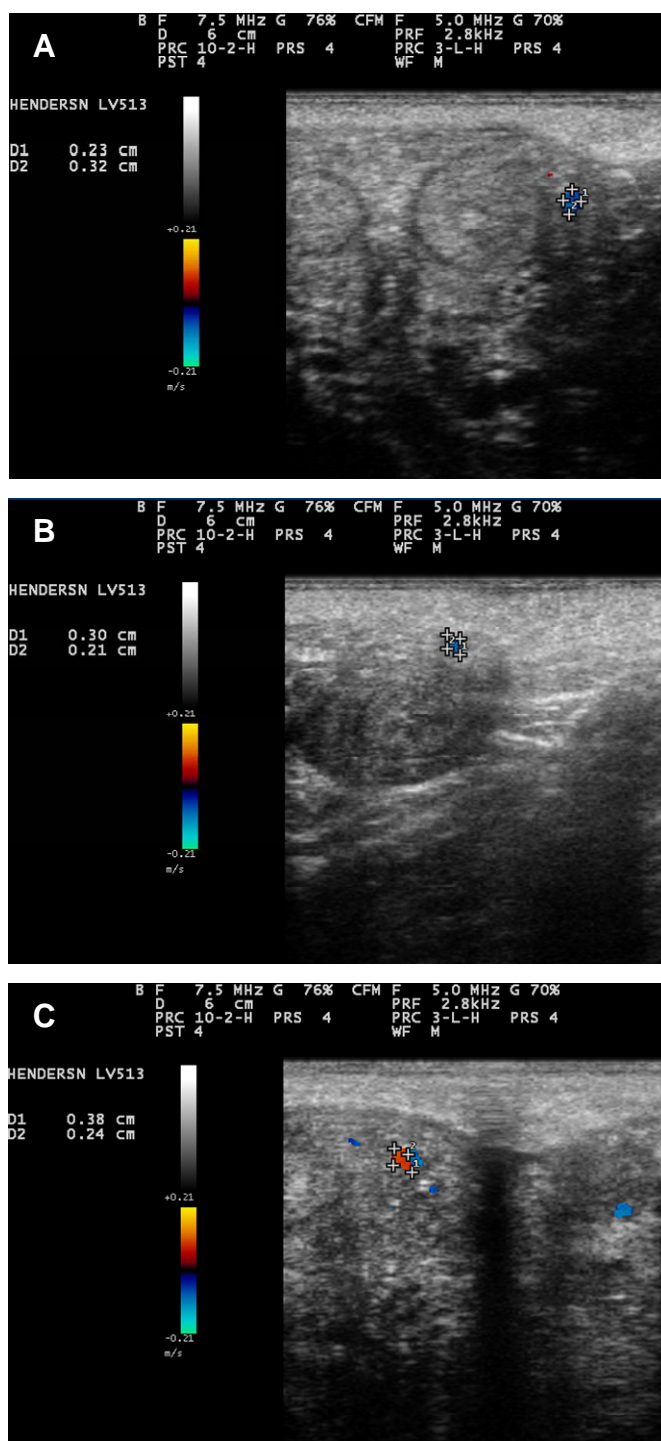 A
B F 7.5 MHz G 76% CFM F 5.0 MHz G 70%
D 6 cm PRF 2.8kHz
PRC 10-2-H PRS 4 PRC 3-L-H PRS 4
PST 4 WF M
HENDERSN LV513
D1 0.23 cm
D2 0.32 cm
+0.21
-0.21
m/s
1
2
B
B F 7.5 MHz G 76% CFM F 5.0 MHz G 70%
D 6 cm PRF 2.8kHz
PRC 10-2-H PRS 4 PRC 3-L-H PRS 4
PST 4 WF M
HENDERSN LV513
D1 0.30 cm
D2 0.21 cm
+0.21
-0.21
m/s
2
1
C
B F 7.5 MHz G 76% CFM F 5.0 MHz G 70%
D 6 cm PRF 2.8kHz
PRC 10-2-H PRS 4 PRC 3-L-H PRS 4
PST 4 WF M
HENDERSN LV513
D1 0.38 cm
D2 0.24 cm
+0.21
-0.21
m/s
2
1